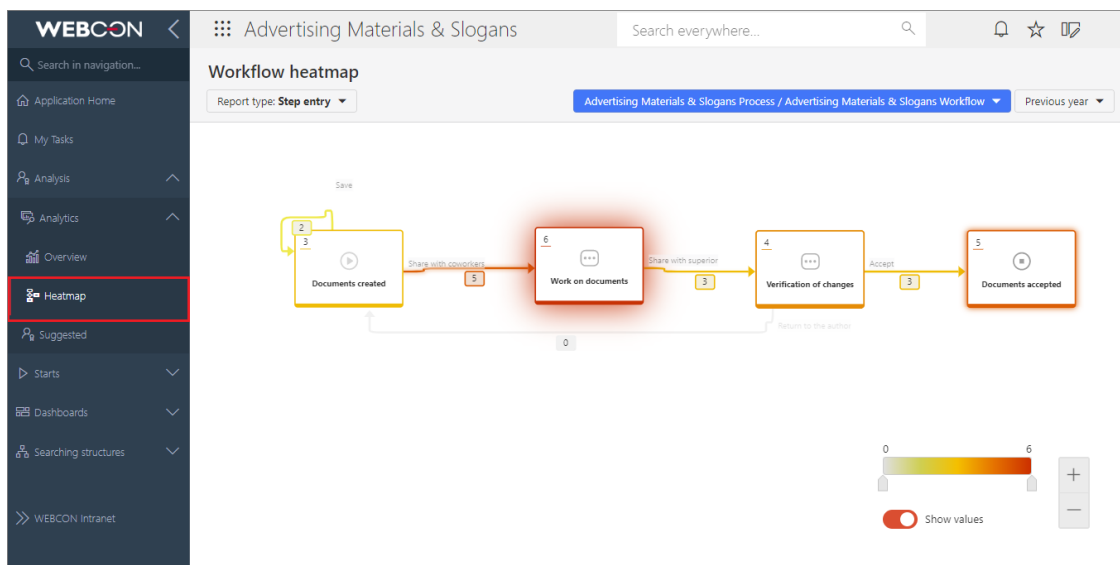 WEBCON
Advertising Materials & Slogans
Search everywhere...
Search in navigation...
Application Home
My Tasks
Analysis
Analytics
Overview
Heatmap
Suggested
Starts
Dashboards
Searching structures
WEBCON Intranet
Workflow heatmap
Report type: Step entry
Advertising Materials & Slogans Process / Advertising Materials & Slogans Workflow
Previous year
Save
2
3
Documents created
Share with coworkers
5
6
Work on documents
Share with superior
3
4
Verification of changes
Accept
3
5
Documents accepted
Return to the author
0
0 6
Show values